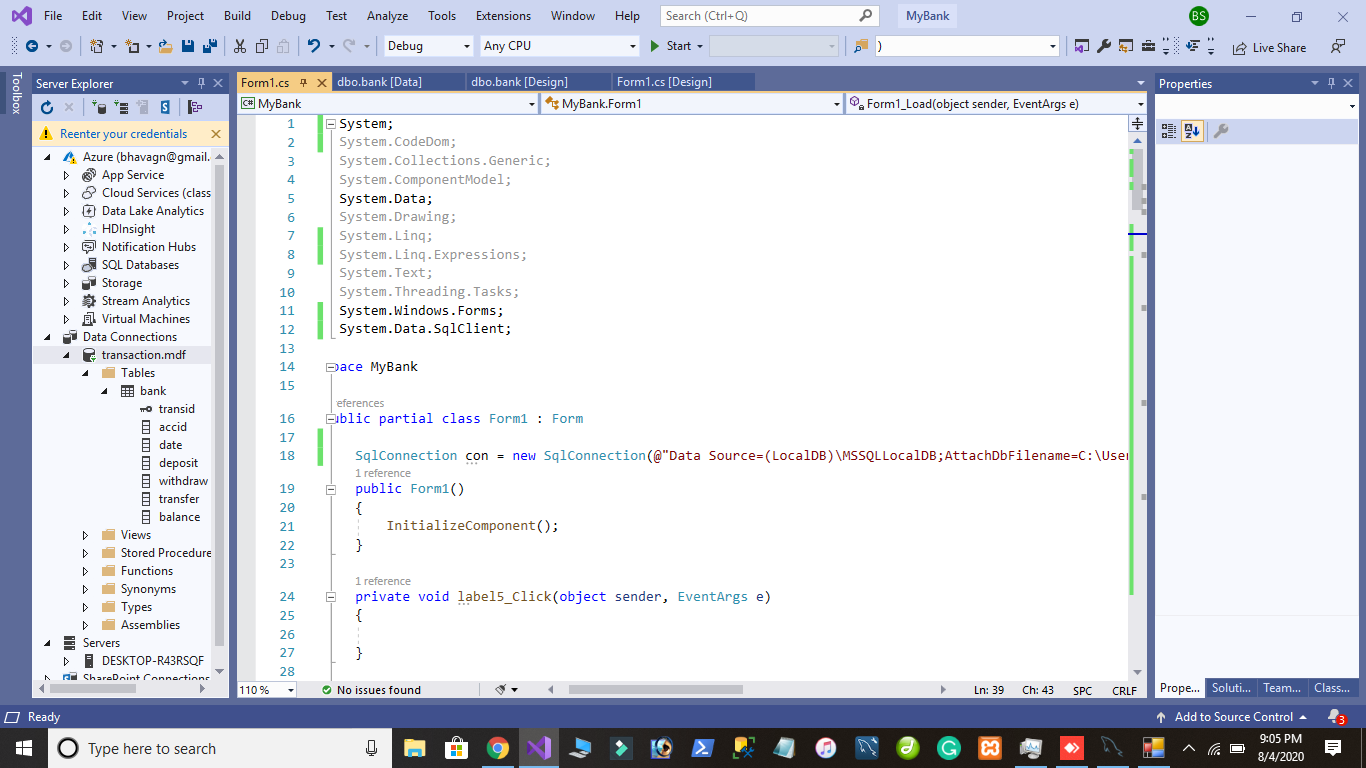 File Edit View Project Build Debug Test Analyze Tools Extensions Window Help Search (Ctrl+Q) MyBank BS
Debug Any CPU Start ) Live Share
Toolbox
Server Explorer
Reenter your credentials
Azure (bhavagn@gmail.
App Service
Cloud Services (class
Data Lake Analytics
HDInsight
Notification Hubs
SQL Databases
Storage
Stream Analytics
Virtual Machines
Data Connections
transaction.mdf
Tables
bank
transid
accid
date
deposit
withdraw
transfer
balance
Views
Stored Procedure
Functions
Synonyms
Types
Assemblies
Servers
DESKTOP-R43RSQF
SharePoint Connections
Form1.cs dbo.bank [Data] dbo.bank [Design] Form1.cs [Design]
MyBank MyBank.Form1 Form1_Load(object sender, EventArgs e)
1 System;
2 System.CodeDom;
3 System.Collections.Generic;
4 System.ComponentModel;
5 System.Data;
6 System.Drawing;
7 System.Linq;
8 System.Linq.Expressions;
9 System.Text;
10 System.Threading.Tasks;
11 System.Windows.Forms;
12 System.Data.SqlClient;
13
14 pace MyBank
15
eferences
16 ublic partial class Form1 : Form
17
18 SqlConnection con = new SqlConnection(@"Data Source=(LocalDB)\MSSQLLocalDB;AttachDbFilename=C:\User
1 reference
19 public Form1()
20 {
21 InitializeComponent();
22 }
23
1 reference
24 private void label5_Click(object sender, EventArgs e)
25 {
26
27 }
28
110 % No issues found Ln: 39 Ch: 43 SPC CRLF
Properties
Prope... Soluti... Team... Class...
Ready Add to Source Control 3
Type here to search
9:05 PM
8/4/2020